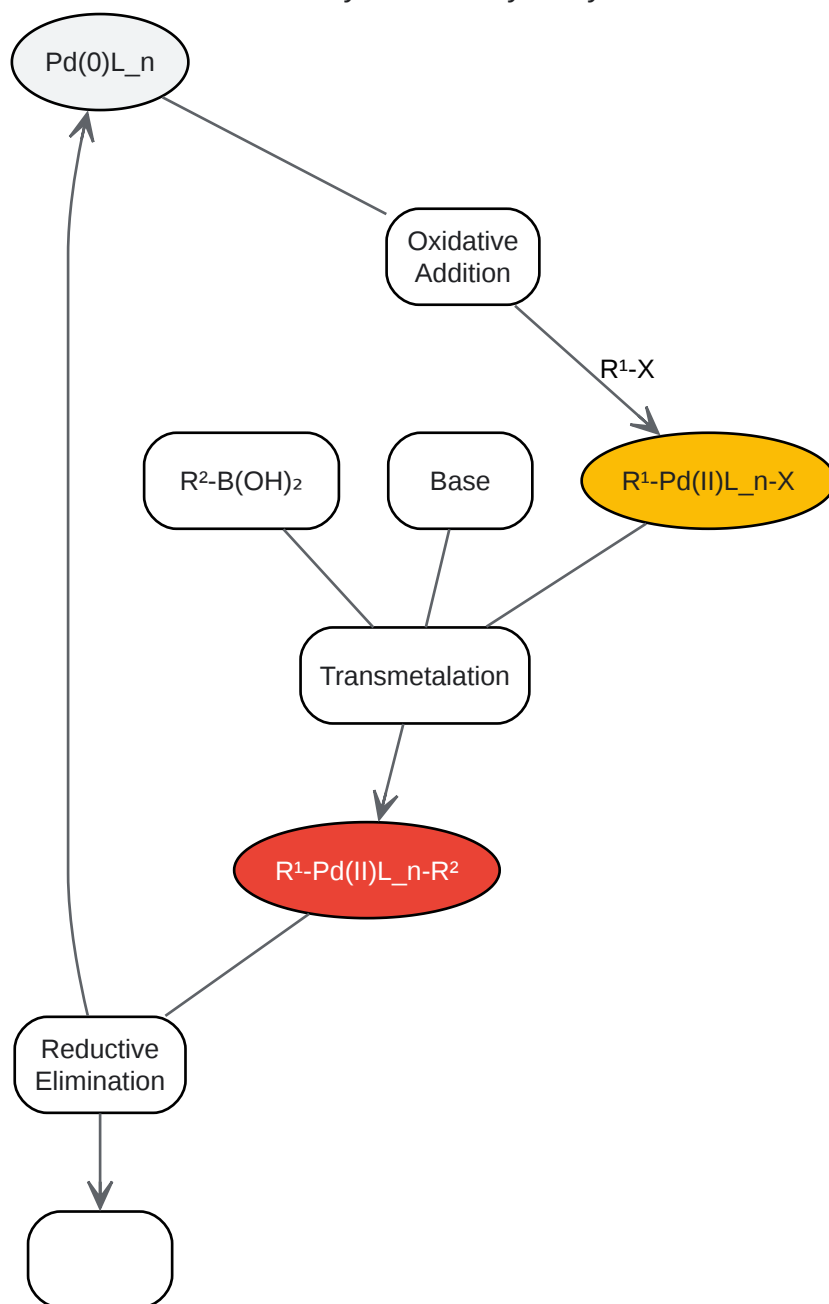 Pd(0)L_n
Oxidative
Addition
R¹-X
R²-B(OH)₂
Base
R¹-Pd(II)L_n-X
Transmetalation
R¹-Pd(II)L_n-R²
Reductive
Elimination